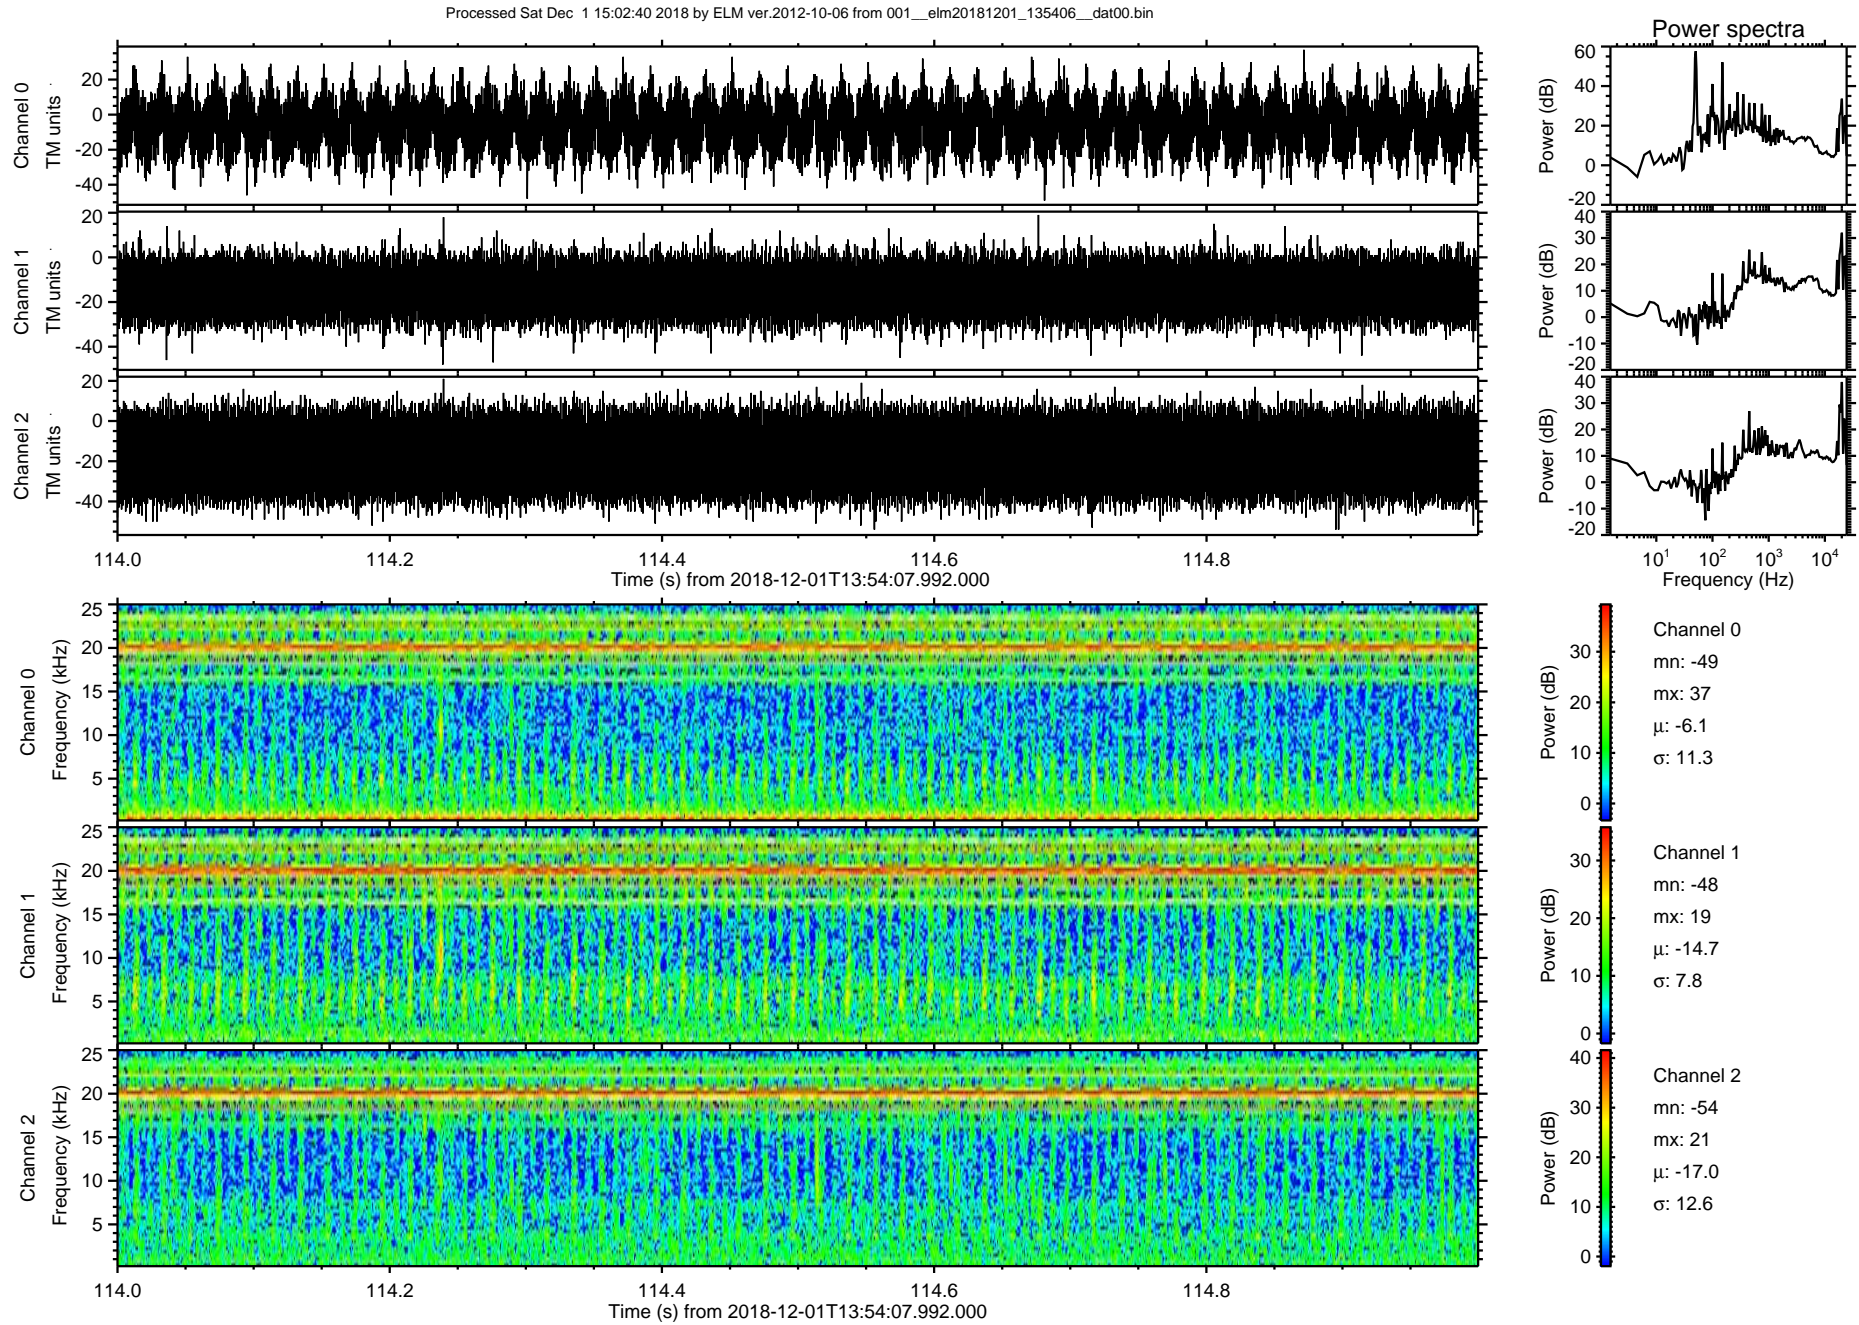 Processed Sat Dec 1 15:02:40 2018 by ELM ver.2012-10-06 from 001__elm20181201_135406__dat00.bin
Power spectra
Channel 0
TM units
20
0
-20
-40
Power (dB)
60
40
20
0
-20
Channel 1
TM units
20
0
-20
-40
Power (dB)
40
30
20
10
0
-10
-20
Channel 2
TM units
20
0
-20
-40
Power (dB)
40
30
20
10
0
-10
-20
114.0 114.2 114.4 114.6 114.8
Time (s) from 2018-12-01T13:54:07.992.000
10^1 10^2 10^3 10^4
Frequency (Hz)
Channel 0
Frequency (kHz)
25
20
15
10
5
Power (dB)
30
20
10
0
Channel 0
mn: -49
mx: 37
μ: -6.1
σ: 11.3
Channel 1
Frequency (kHz)
25
20
15
10
5
Power (dB)
30
20
10
0
Channel 1
mn: -48
mx: 19
μ: -14.7
σ: 7.8
Channel 2
Frequency (kHz)
25
20
15
10
5
Power (dB)
40
30
20
10
0
Channel 2
mn: -54
mx: 21
μ: -17.0
σ: 12.6
114.0 114.2 114.4 114.6 114.8
Time (s) from 2018-12-01T13:54:07.992.000